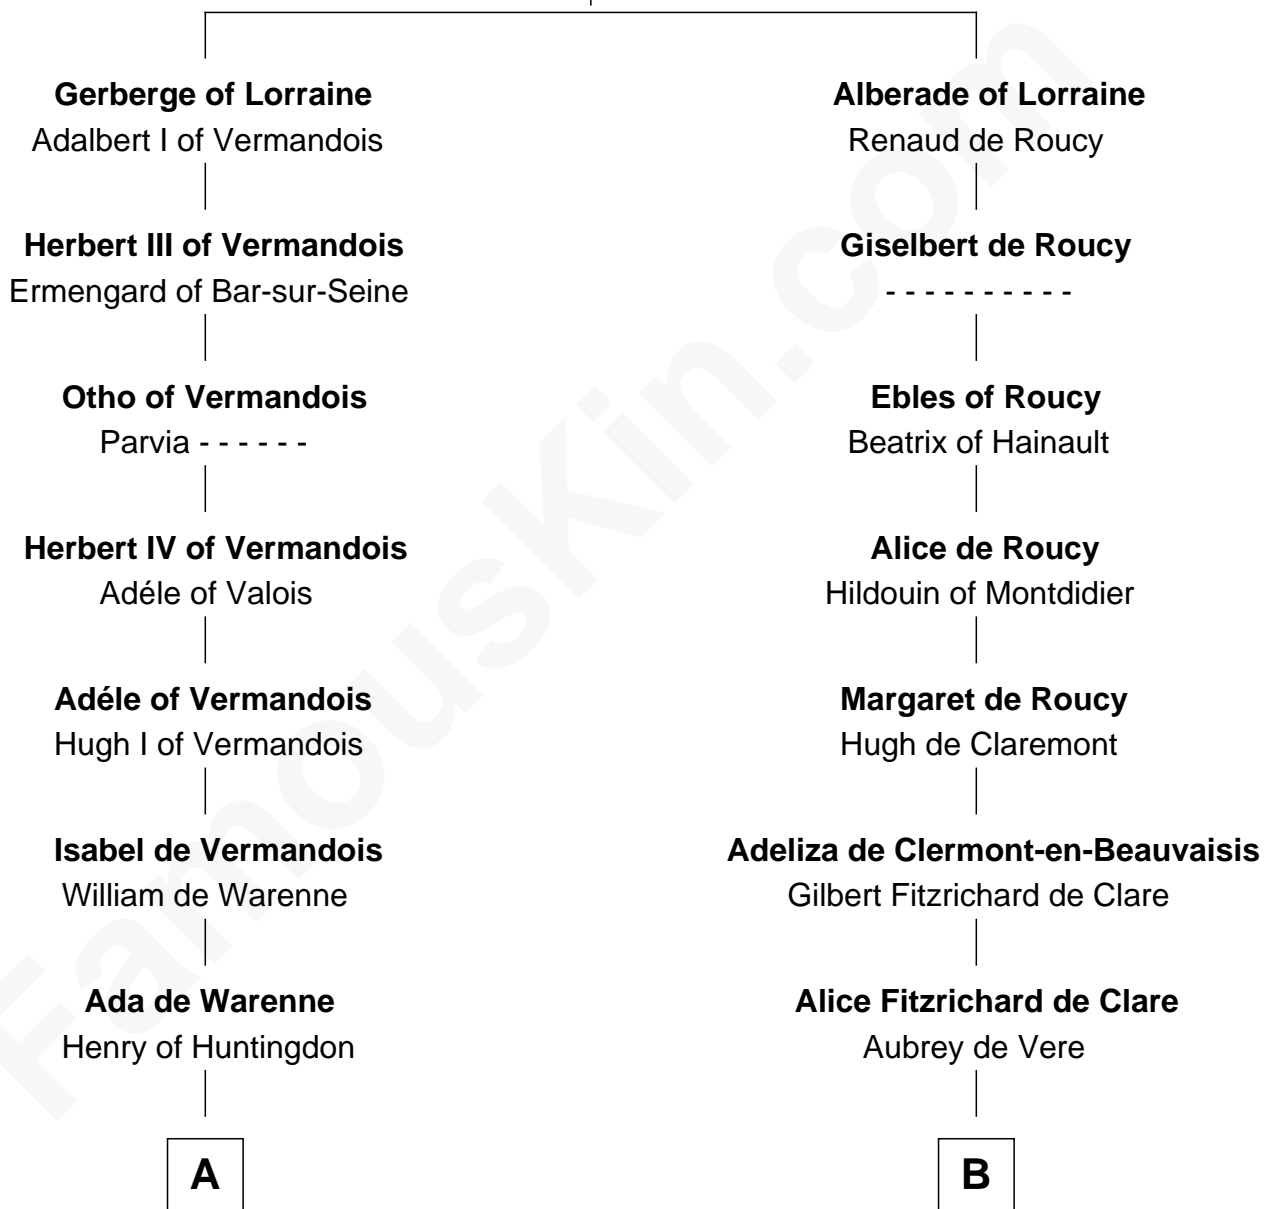 Gerberge of Lorraine
Adalbert I of Vermandois
Herbert III of Vermandois
Ermengard of Bar-sur-Seine
Otho of Vermandois
Parvia - - - - - -
Herbert IV of Vermandois
Adéle of Valois
Adéle of Vermandois
Hugh I of Vermandois
Isabel de Vermandois
William de Warenne
Ada de Warenne
Henry of Huntingdon
A
Alberade of Lorraine
Renaud de Roucy
Giselbert de Roucy
- - - - - - - - - -
Ebles of Roucy
Beatrix of Hainault
Alice de Roucy
Hildouin of Montdidier
Margaret de Roucy
Hugh de Claremont
Adeliza de Clermont-en-Beauvaisis
Gilbert Fitzrichard de Clare
Alice Fitzrichard de Clare
Aubrey de Vere
B
FamousKin.com